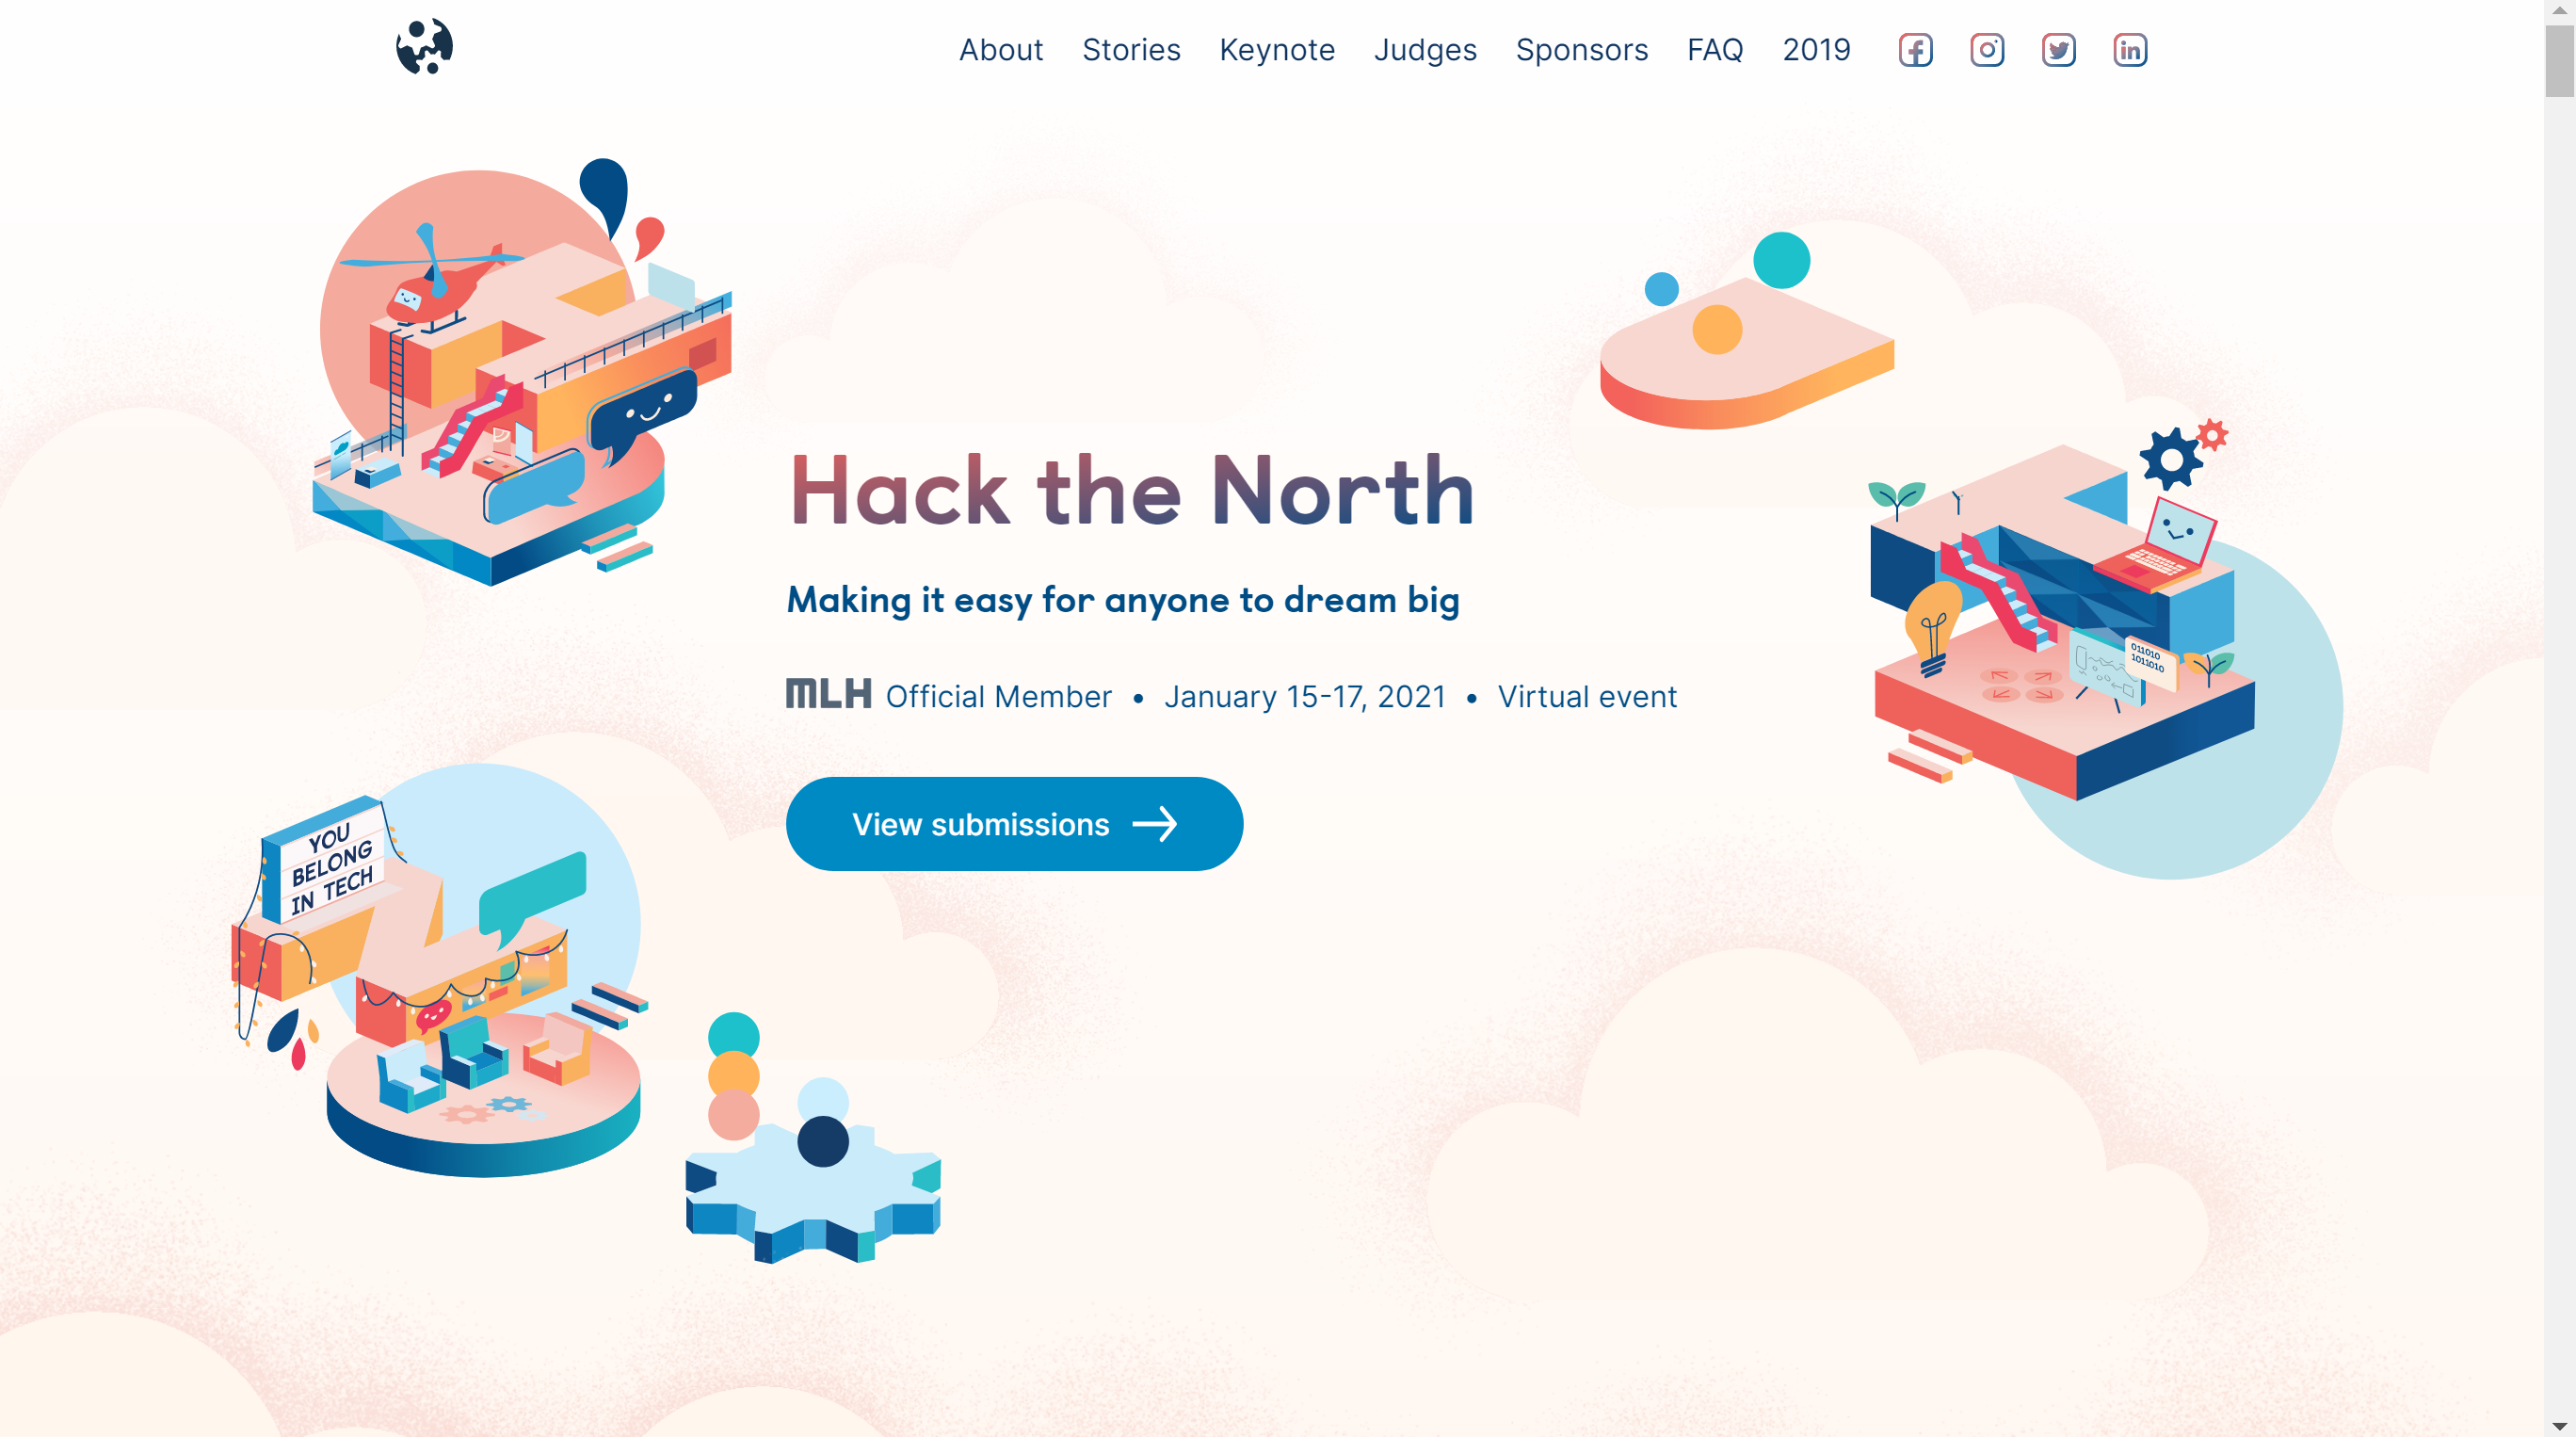 About Stories Keynote Judges Sponsors FAQ 2019
Hack the North
Making it easy for anyone to dream big
MLH Official Member • January 15-17, 2021 • Virtual event
View submissions
YOU
BELONG
IN TECH
011010
1011010